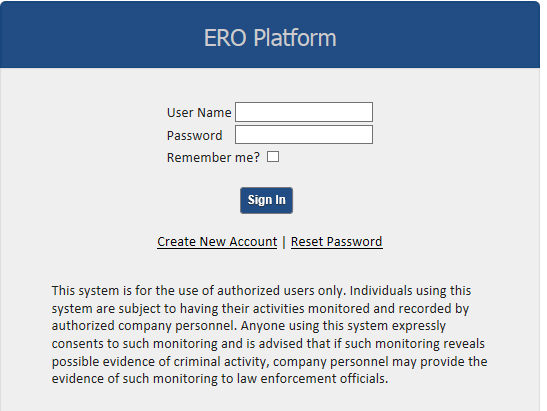 ERO Platform
User Name
Password
Remember me?
Sign In
Create New Account | Reset Password
This system is for the use of authorized users only. Individuals using this
system are subject to having their activities monitored and recorded by
authorized company personnel. Anyone using this system expressly
consents to such monitoring and is advised that if such monitoring reveals
possible evidence of criminal activity, company personnel may provide the
evidence of such monitoring to law enforcement officials.